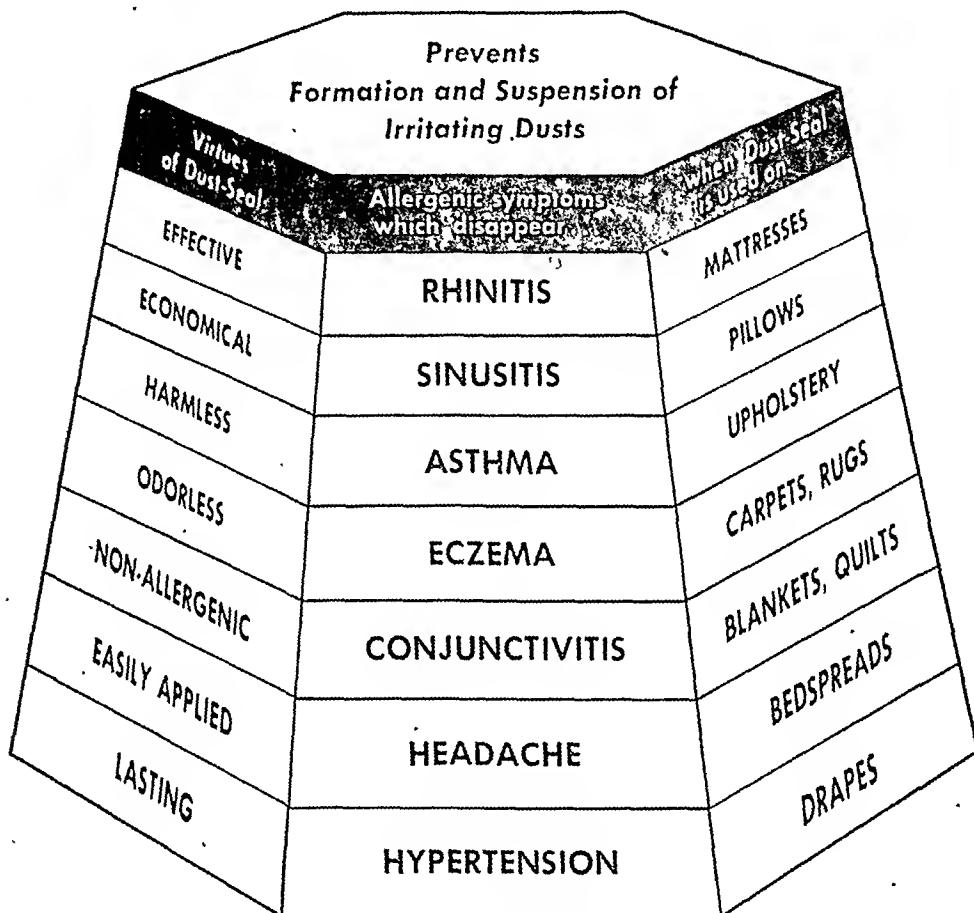 Prevents
Formation and Suspension of
Irritating Dusts
Virtues
of Dust-Seal
EFFECTIVE
ECONOMICAL
HARMLESS
ODORLESS
NON-ALLERGENIC
EASILY APPLIED
LASTING
Allergenic symptoms
which disappear
RHINITIS
SINUSITIS
ASTHMA
ECZEMA
CONJUNCTIVITIS
HEADACHE
HYPERTENSION
when Dust-Seal
is used on
MATTRESSES
PILLOWS
UPHOLSTERY
CARPETS, RUGS
BLANKETS, QUILTS
BEDSPREADS
DRAPES